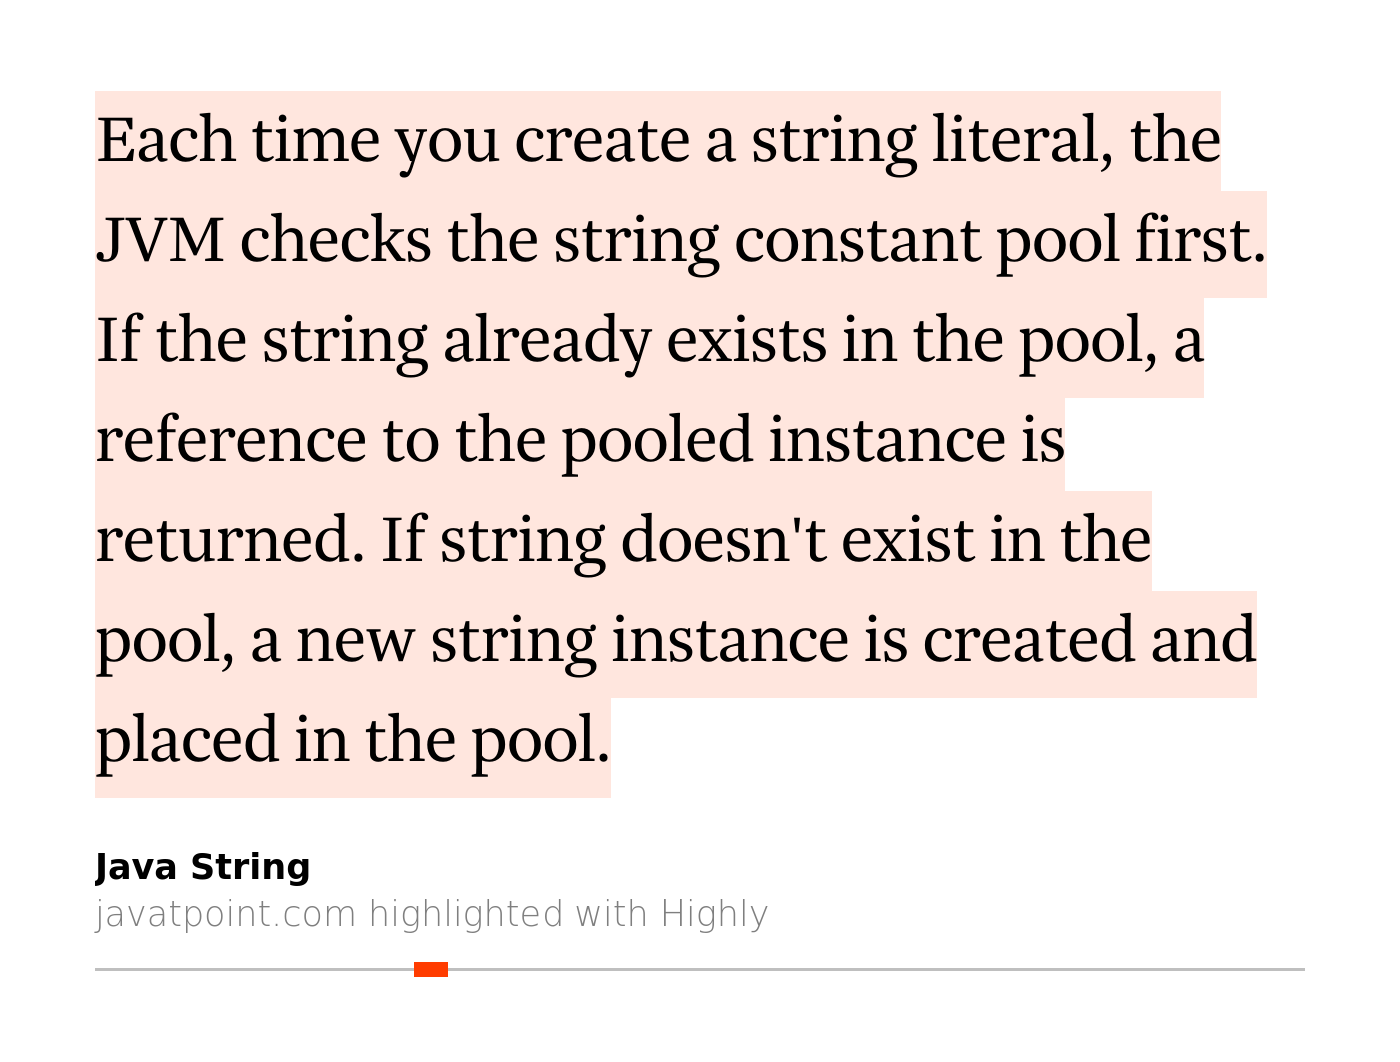 Each time you create a string literal, the
JVM checks the string constant pool first.
If the string already exists in the pool, a
reference to the pooled instance is
returned. If string doesn't exist in the
pool, a new string instance is created and
placed in the pool.
Java String
javatpoint.com highlighted with Highly